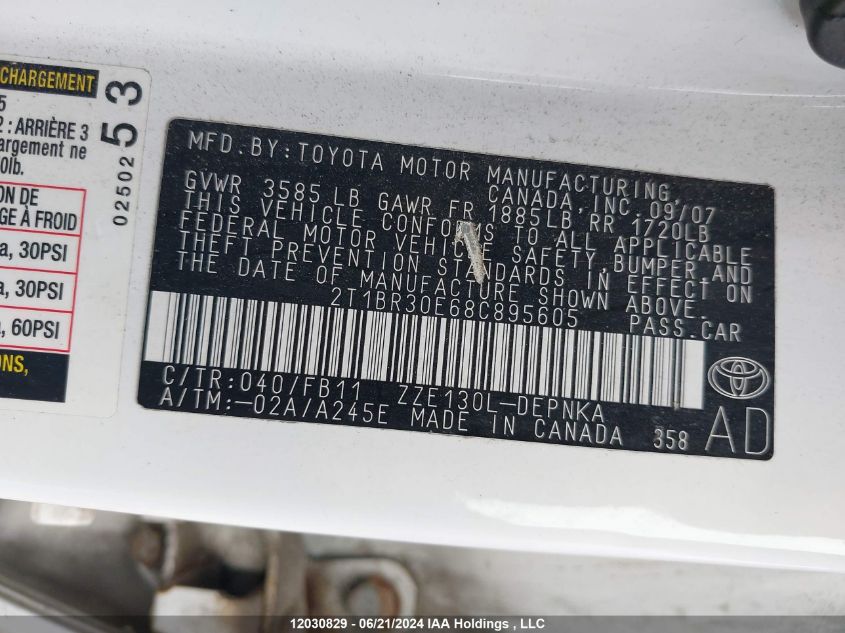 CHARGEMENT
5
2 : ARRIÈRE 3
argement ne
0lb.
ION DE
GE À FROID
a, 30PSI
a, 30PSI
a, 60PSI
ONS,
02502 53
MFD.BY:TOYOTA MOTOR MANUFACTURING,
CANADA, INC. 09/07
GVWR 3585 LB GAWR FR 1885LB RR 1720LB
THIS VEHICLE CONFORMS TO ALL APPLICABLE
FEDERAL MOTOR VEHICLE SAFETY, BUMPER, AND
THEFT PREVENTION STANDARDS IN EFFECT ON
THE DATE OF MANUFACTURE SHOWN ABOVE.
2T1BR30E68C895605 PASS.CAR
C/TR:040/FB11 ZZE130L-DEPNKA
A/TM:-02A/A245E MADE IN CANADA 358 AD
12030829 - 06/21/2024 IAA Holdings , LLC